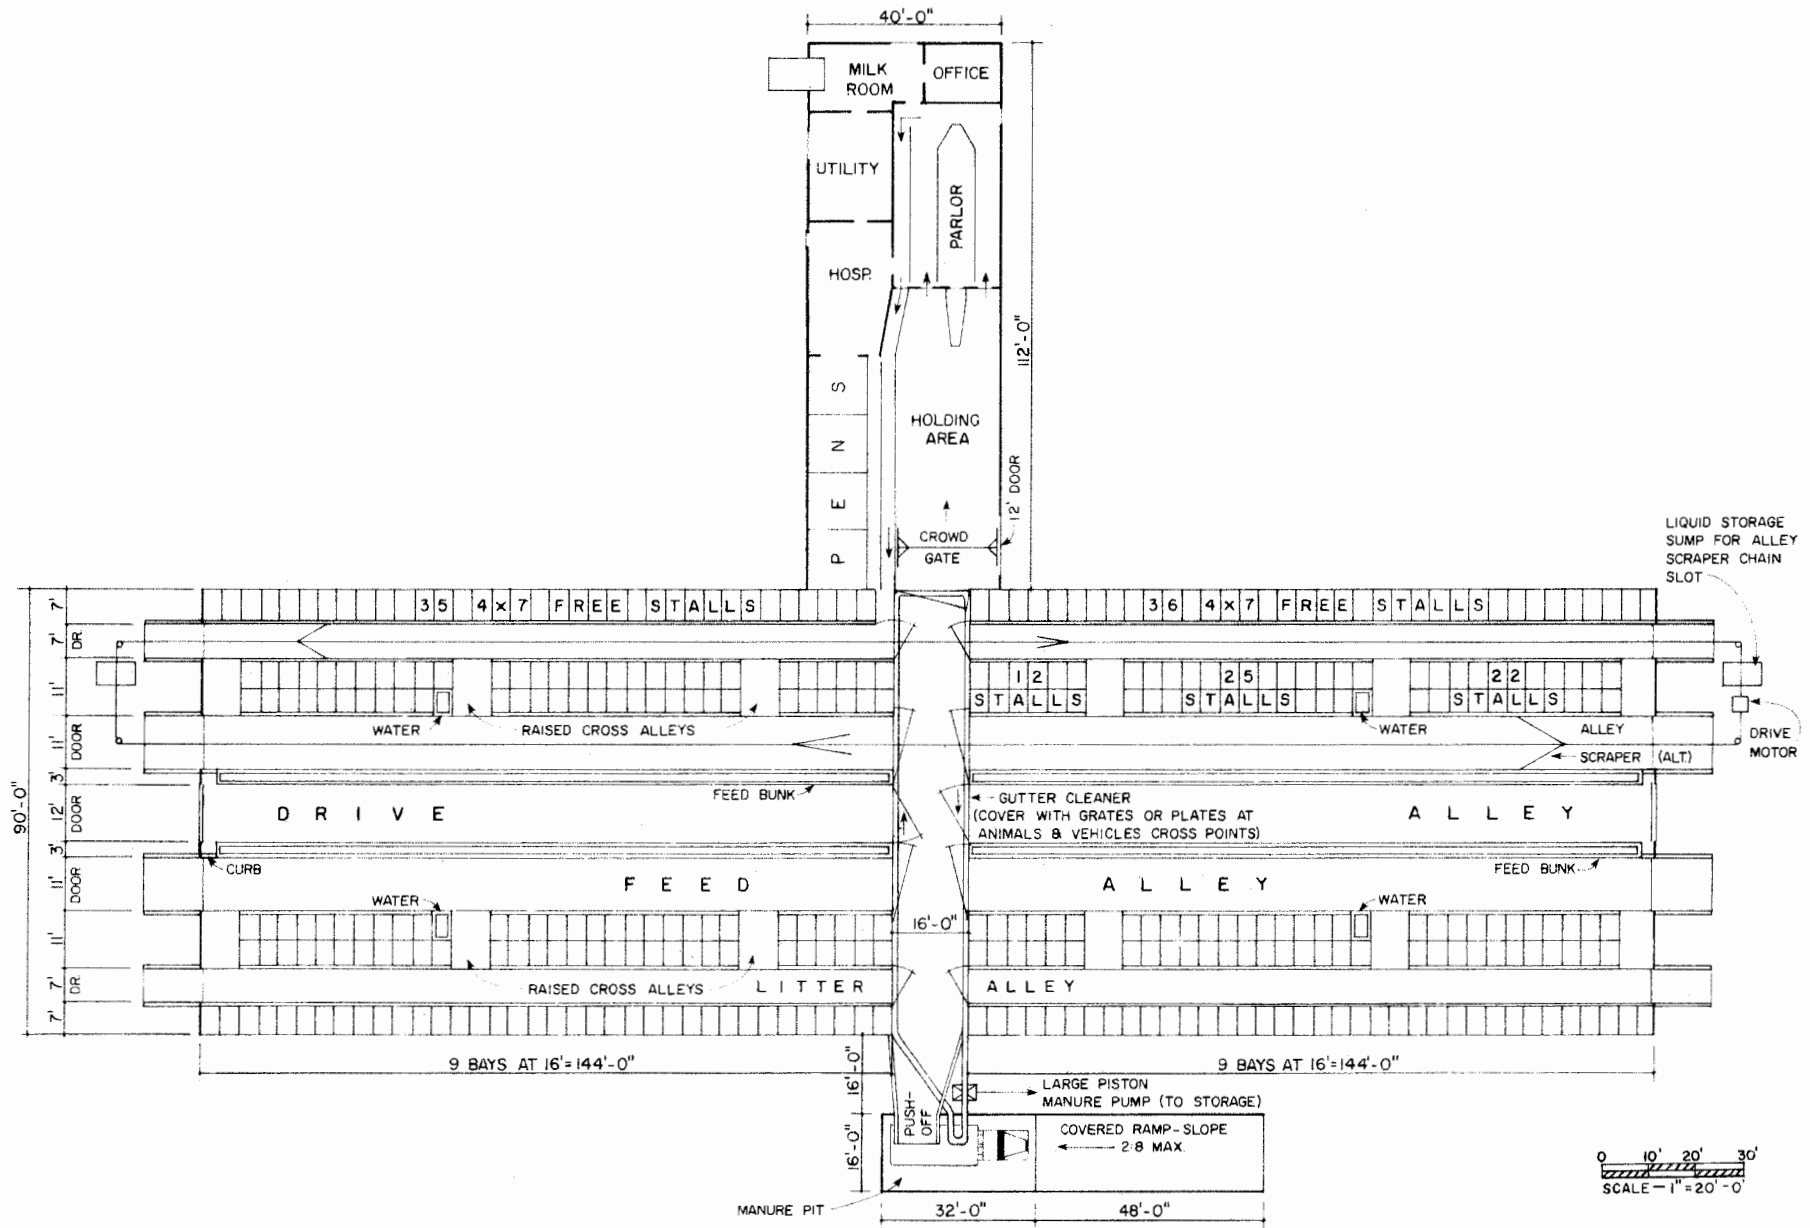 40'-0"
MILK
ROOM
OFFICE
UTILITY
PARLOR
HOSP.
112'-0"
PENS
HOLDING
AREA
12' DOOR
CROWD
GATE
LIQUID STORAGE
SUMP FOR ALLEY
SCRAPER CHAIN
SLOT
7'
35 4x7 FREE STALLS
36 4x7 FREE STALLS
7'
DR.
11'
12
STALLS
25
STALLS
22
STALLS
WATER
RAISED CROSS ALLEYS
WATER
ALLEY
SCRAPER (ALT.)
DRIVE
MOTOR
11'
DOOR
3'
FEED BUNK
90'-0"
12'
DOOR
DRIVE
ALLEY
GUTTER CLEANER
(COVER WITH GRATES OR PLATES AT
ANIMALS & VEHICLES CROSS POINTS)
3'
CURB
FEED BUNK
11'
DOOR
FEED
ALLEY
WATER
WATER
16'-0"
11'
7'
DR.
RAISED CROSS ALLEYS
LITTER
ALLEY
7'
9 BAYS AT 16'=144'-0"
9 BAYS AT 16'=144'-0"
16'-0"
LARGE PISTON
MANURE PUMP (TO STORAGE)
PUSH-
OFF
16'-0"
COVERED RAMP-SLOPE
2:8 MAX.
MANURE PIT
32'-0"
48'-0"
0 10' 20' 30'
SCALE-1"=20'-0'